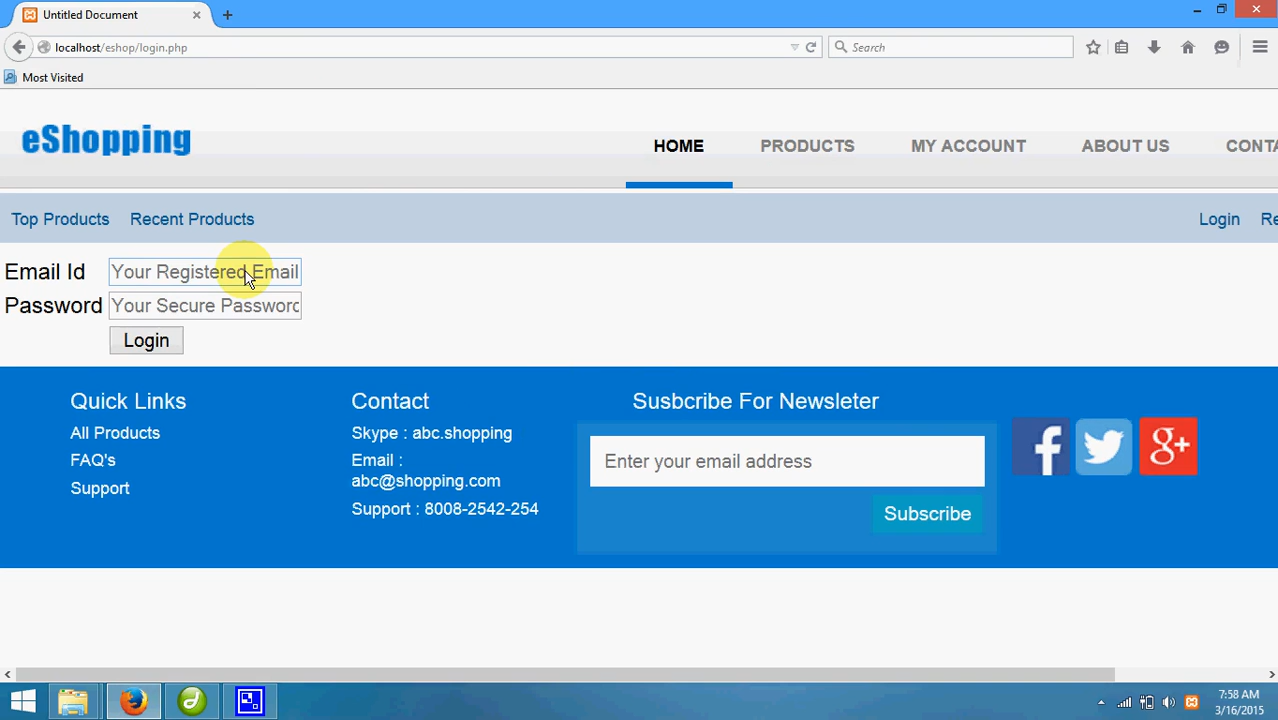 Untitled Document
localhost/eshop/login.php
Search
Most Visited
eShopping
HOME PRODUCTS MY ACCOUNT ABOUT US CONTA
Top Products Recent Products Login Re
Email Id Your Registered Email
Password Your Secure Password
Login
Quick Links
All Products
FAQ's
Support
Contact
Skype : abc.shopping
Email :
abc@shopping.com
Support : 8008-2542-254
Susbcribe For Newsleter
Enter your email address
Subscribe
7:58 AM
3/16/2015